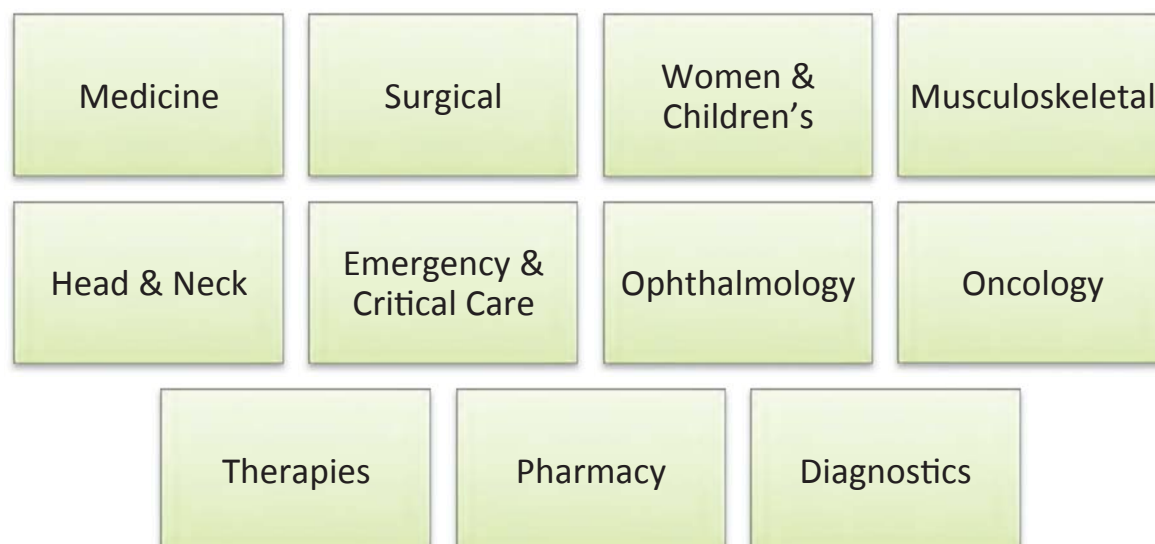 Medicine
Surgical
Women &
Children’s
Musculoskeletal
Head & Neck
Emergency &
Critical Care
Ophthalmology
Oncology
Therapies
Pharmacy
Diagnostics